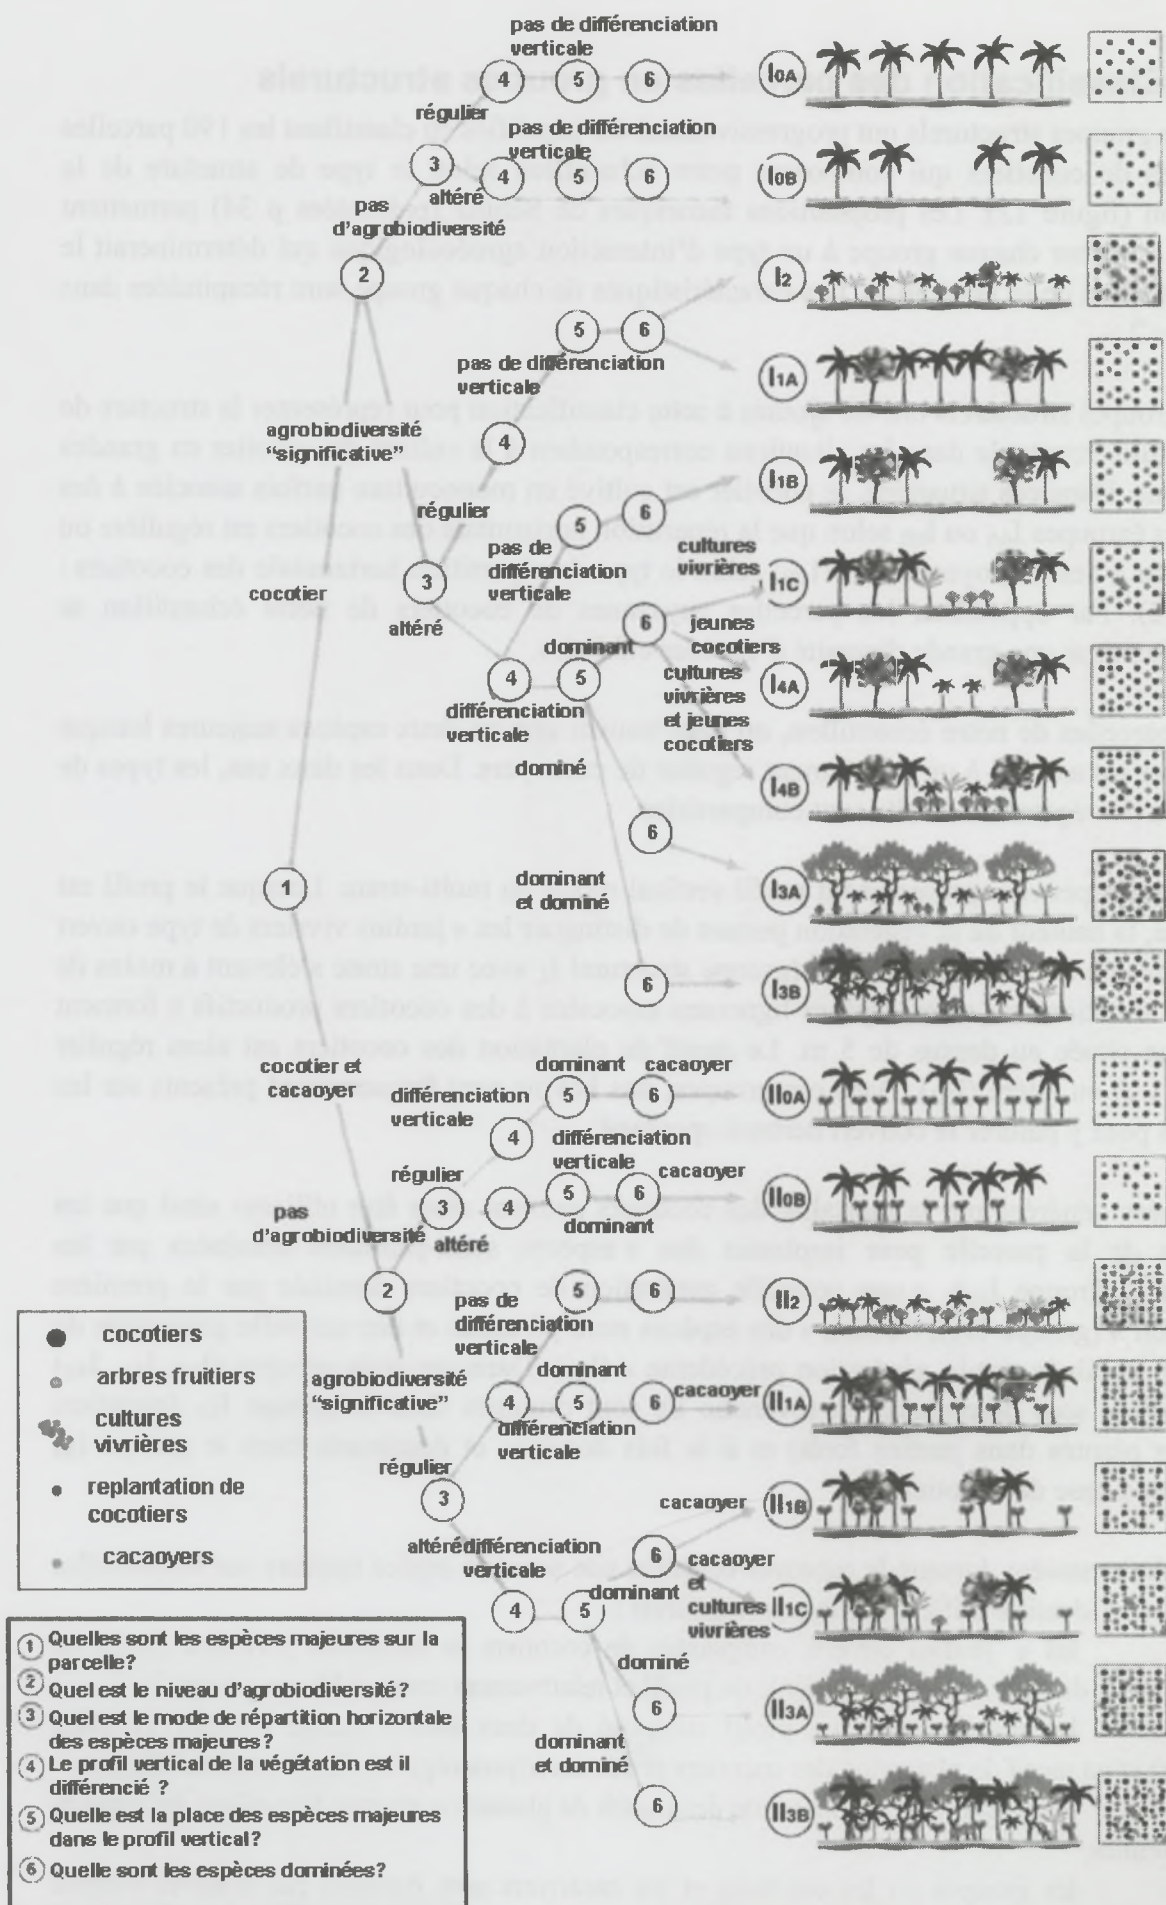 pas de différenciation
verticale
4 5 6
I0A
régulier
pas de différenciation
verticale
3
4 5 6
I0B
altéré
pas
d'agrobiodiversité
2
I2
5 6
pas de différenciation
verticale
I1A
agrobiodiversité
"significative"
4
I1B
régulier
6
5
pas de
différenciation
verticale
cultures
vivrières
I1C
cocotier
3
altéré
6
jeunes
cocotiers
dominant
4 5
I4A
cultures
vivrières
et jeunes
cocotiers
différenciation
verticale
dominé
I4B
6
1
dominant
et dominé
I3A
6
I3B
cocotier et
cacaoyer
dominant
cacaoyer
différenciation
verticale
5 6
II0A
4
différenciation
verticale
régulier
cacaoyer
3 4 5 6
II0B
pas
d'agrobiodiversité
altéré
dominant
2
5 6
II2
pas de
différenciation
verticale
dominant
agrobiodiversité
"significative"
4 5 6
cacaoyer
II1A
différenciation
verticale
régulier
3
cacaoyer
II1B
altéré
différenciation
verticale
6
cacaoyer
et
cultures
vivrières
II1C
4 5
dominant
dominé
6
II3A
dominant
et dominé
6
II3B
cocotiers
arbres fruitiers
cultures
vivrières
replantation de
cocotiers
cacaoyers
1 Quelles sont les espèces majeures sur la
parcelle?
2 Quel est le niveau d'agrobiodiversité?
3 Quel est le mode de répartition horizontale
des espèces majeures?
4 Le profil vertical de la végétation est il
différencié ?
5 Quelle est la place des espèces majeures
dans le profil vertical?
6 Quelle sont les espèces dominées?